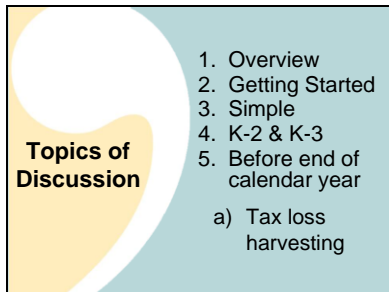 Topics of
Discussion
1. Overview
2. Getting Started
3. Simple
4. K-2 & K-3
5. Before end of
calendar year
a) Tax loss
harvesting